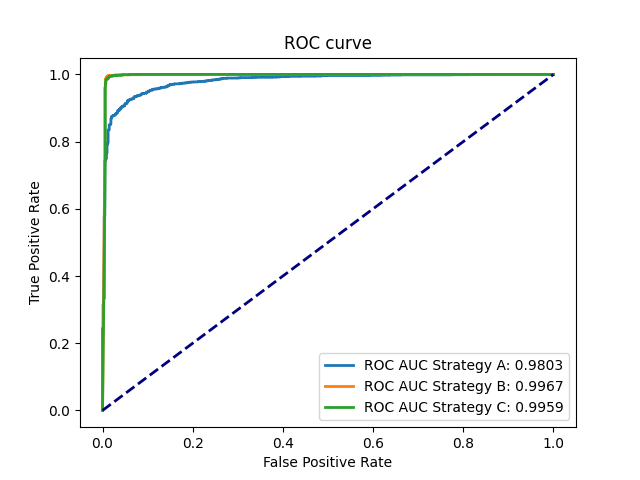 ROC curve
1.0
0.8
0.6
0.4
0.2
0.0
True Positive Rate
0.0 0.2 0.4 0.6 0.8 1.0
False Positive Rate
ROC AUC Strategy A: 0.9803
ROC AUC Strategy B: 0.9967
ROC AUC Strategy C: 0.9959